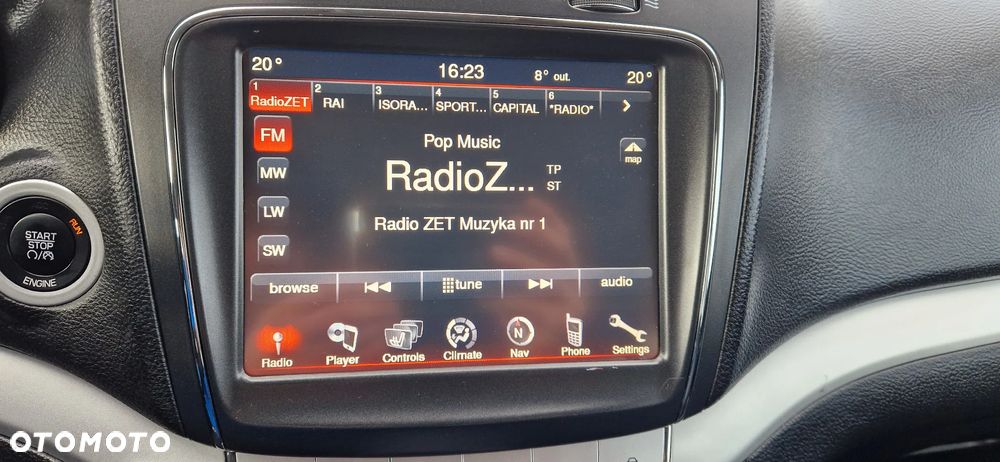 20° 16:23 8° out. 20°
1 RadioZET 2 RAI 3 ISORA... 4 SPORT... 5 CAPITAL 6 *RADIO* >
FM
Pop Music
map
MW
RadioZ...
TP
ST
LW
Radio ZET Muzyka nr 1
SW
browse tune audio
Radio Player Controls Climate N Nav Phone Settings
START
STOP
RUN
ENGINE
OTOMOTO